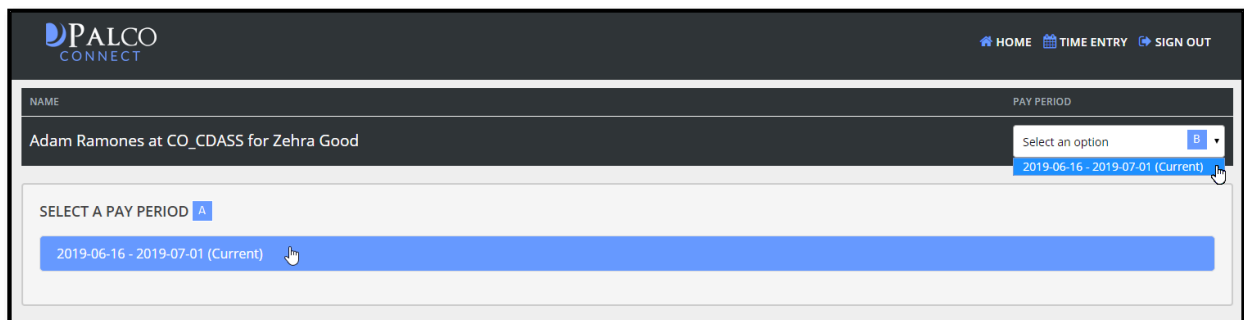 PALCO
CONNECT
HOME TIME ENTRY SIGN OUT
NAME PAY PERIOD
Adam Ramones at CO_CDASS for Zehra Good
Select an option B
2019-06-16 - 2019-07-01 (Current)
SELECT A PAY PERIOD A
2019-06-16 - 2019-07-01 (Current)